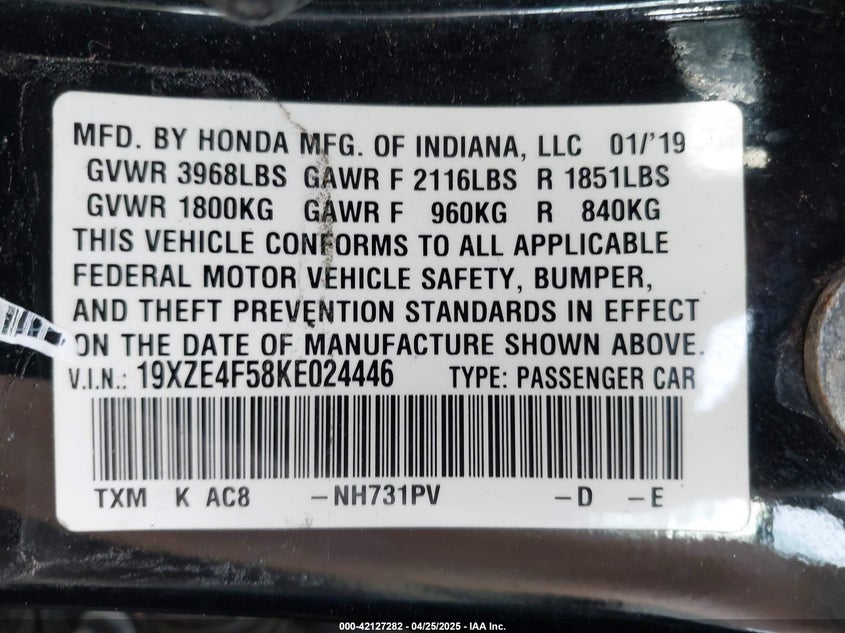 MFD. BY HONDA MFG. OF INDIANA, LLC 01/'19
GVWR 3968LBS GAWR F 2116LBS R 1851LBS
GVWR 1800KG GAWR F 960KG R 840KG
THIS VEHICLE CONFORMS TO ALL APPLICABLE
FEDERAL MOTOR VEHICLE SAFETY, BUMPER,
AND THEFT PREVENTION STANDARDS IN EFFECT
ON THE DATE OF MANUFACTURE SHOWN ABOVE.
V.I.N.: 19XZE4F58KE024446 TYPE: PASSENGER CAR
TXM K AC8 –NH731PV –D –E
000-42127282 - 04/25/2025 - IAA Inc.